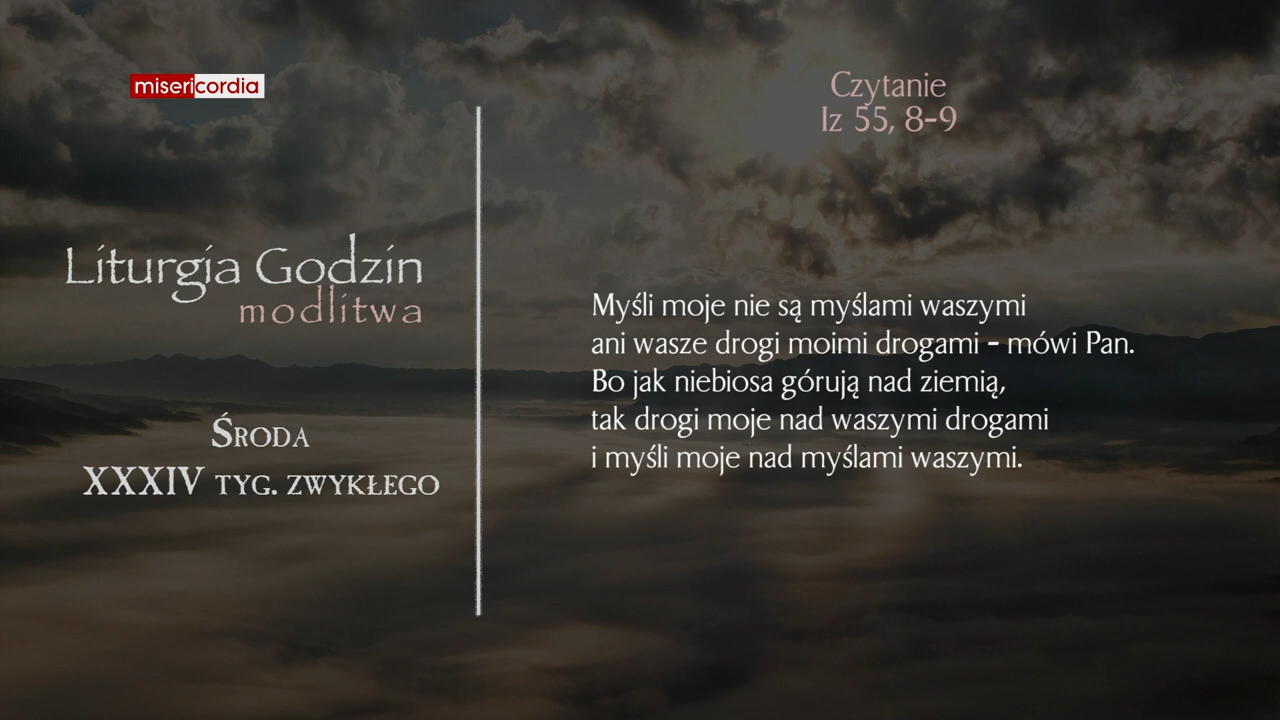 misericordia
Liturgia Godzin
modlitwa
Środa
XXXIV tyg. zwykłego
Czytanie
Iz 55, 8-9
Myśli moje nie są myślami waszymi
ani wasze drogi moimi drogami - mówi Pan.
Bo jak niebiosa górują nad ziemią,
tak drogi moje nad waszymi drogami
i myśli moje nad myślami waszymi.